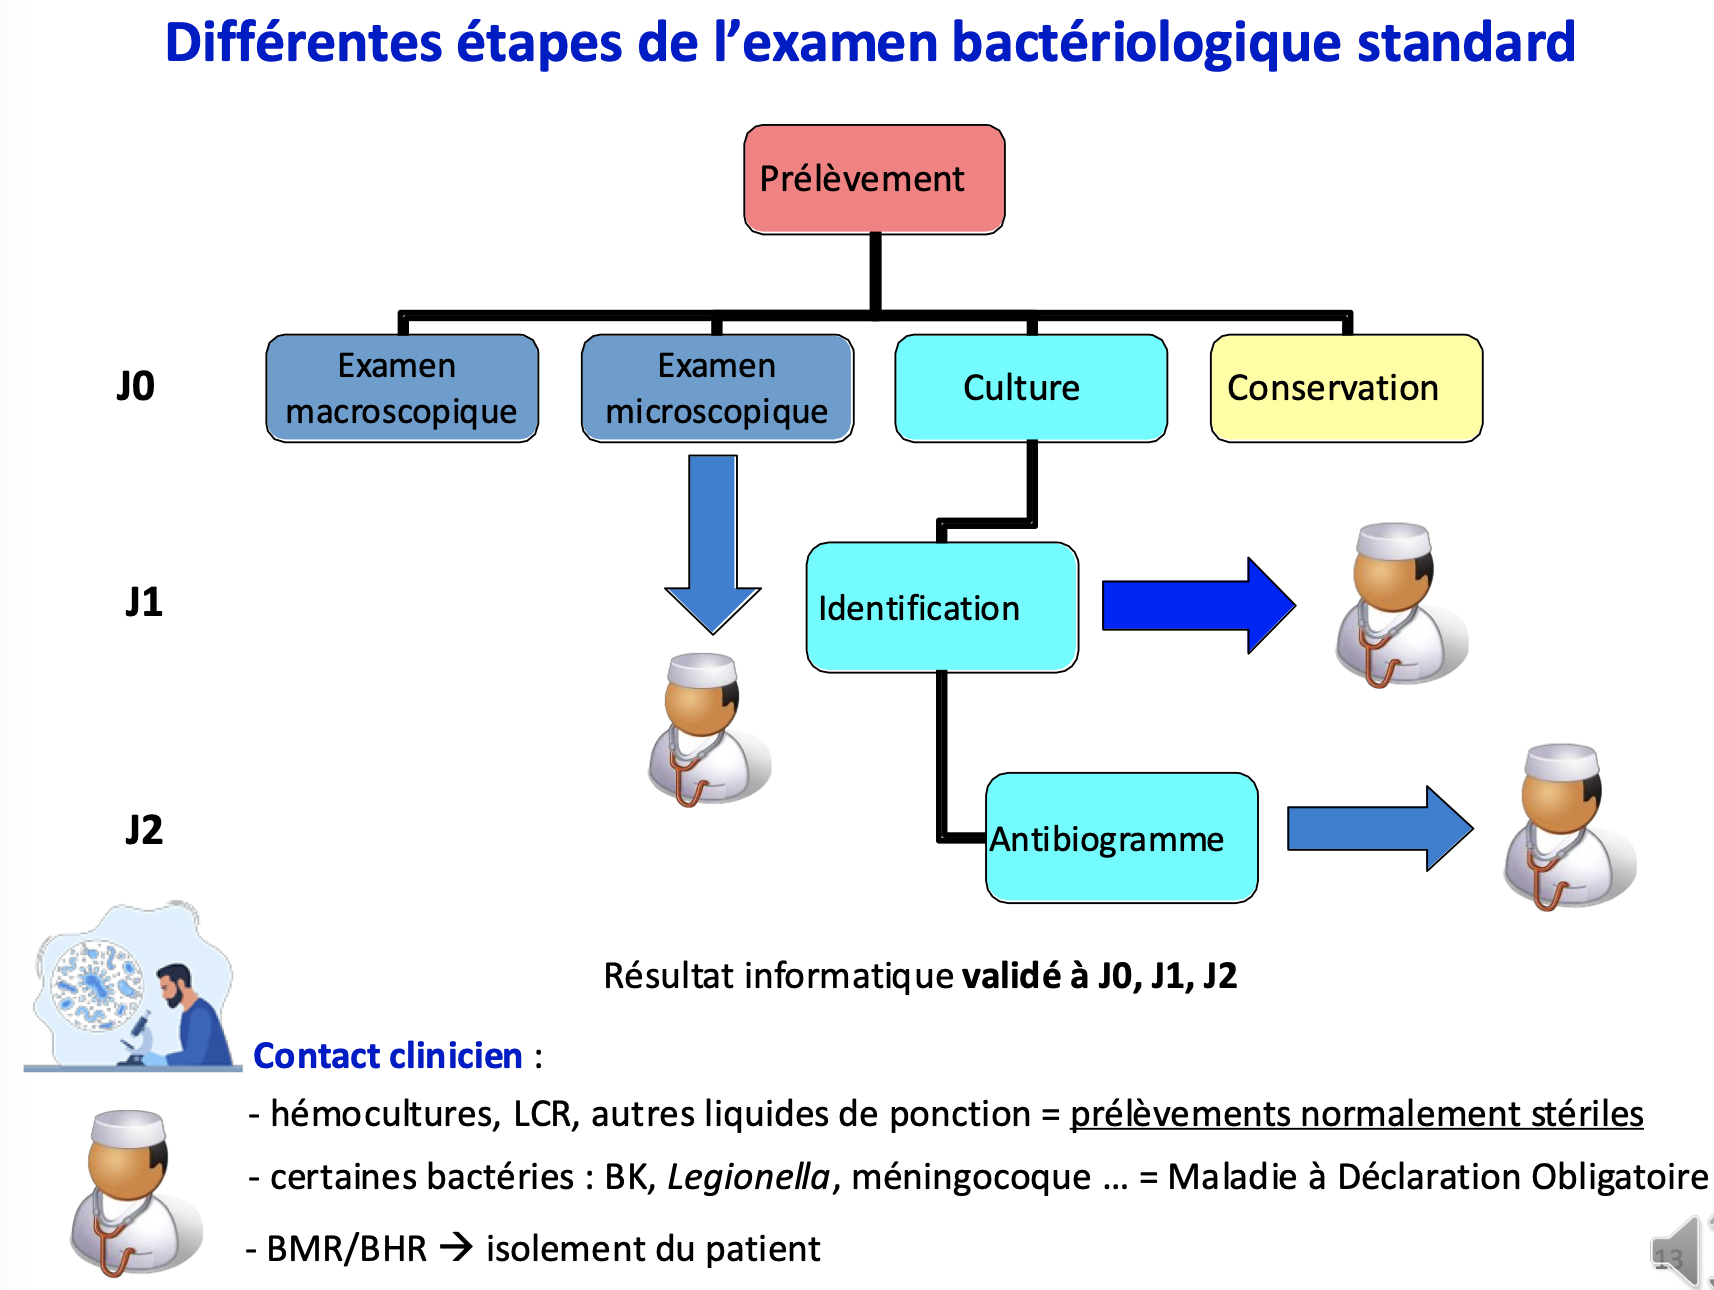 Différentes étapes de l’examen bactériologique standard
Prélèvement
J0
Examen
macroscopique
Examen
microscopique
Culture
Conservation
J1
Identification
J2
Antibiogramme
Résultat informatique validé à J0, J1, J2
Contact clinicien :
- hémocultures, LCR, autres liquides de ponction = prélèvements normalement stériles
- certaines bactéries : BK, Legionella, méningocoque ... = Maladie à Déclaration Obligatoire
- BMR/BHR → isolement du patient
13